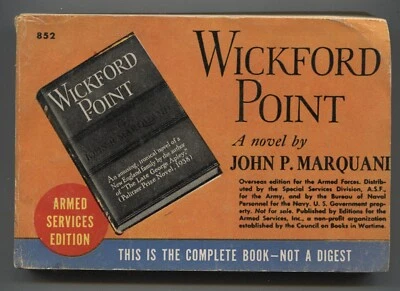 852
WICKFORD
POINT
An amusing, ironical novel of a
New England family by the author
of "The Late George Apley,"
(Pulitzer Prize Novel, 1938)
WICKFORD
POINT
A novel by
JOHN P. MARQUAND
Overseas edition for the Armed Forces. Distrib-
uted by the Special Services Division, A.S.F.,
for the Army, and by the Bureau of Naval
Personnel for the Navy. U. S. Government prop-
erty. Not for sale. Published by Editions for the
Armed Services, Inc., a non-profit organization
established by the Council on Books in Wartime.
ARMED
SERVICES
EDITION
THIS IS THE COMPLETE BOOK—NOT A DIGEST